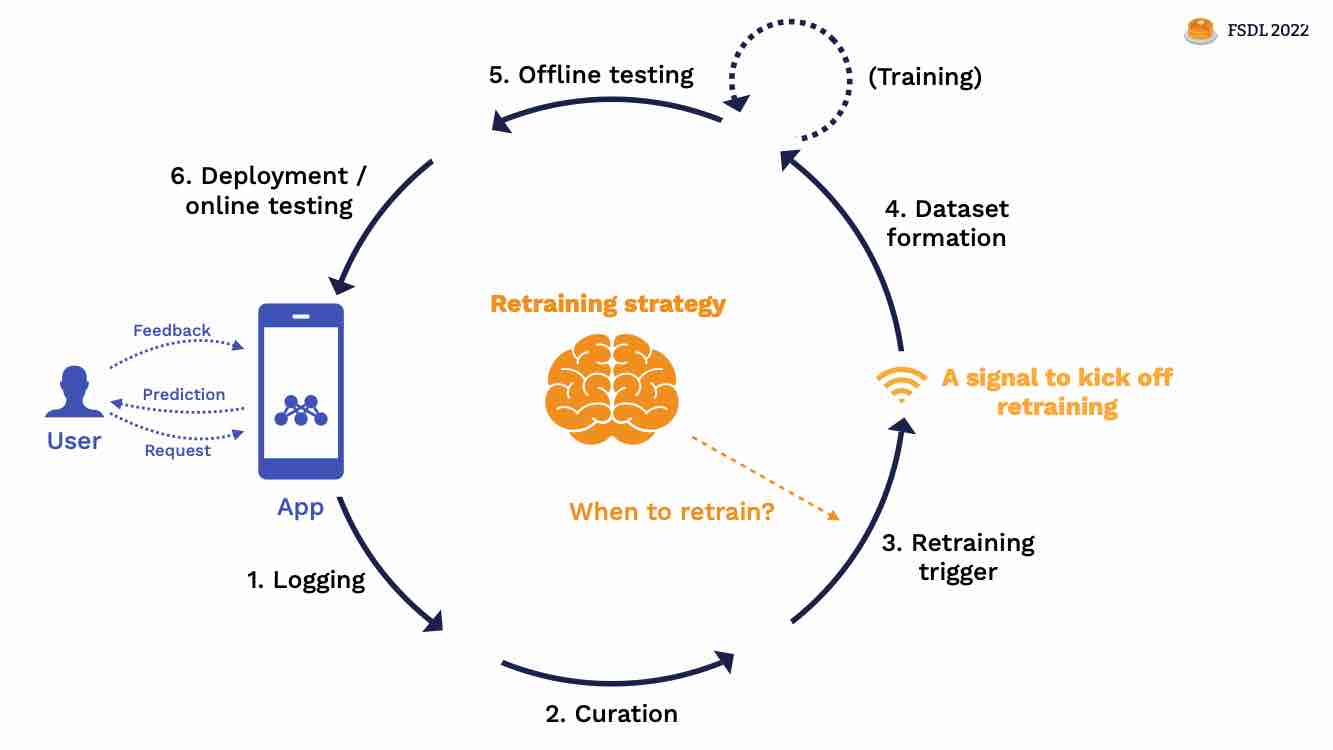 FSDL 2022
5. Offline testing
(Training)
6. Deployment /
online testing
4. Dataset
formation
Retraining strategy
Feedback
Prediction
Request
User
App
A signal to kick off
retraining
When to retrain?
3. Retraining
trigger
1. Logging
2. Curation